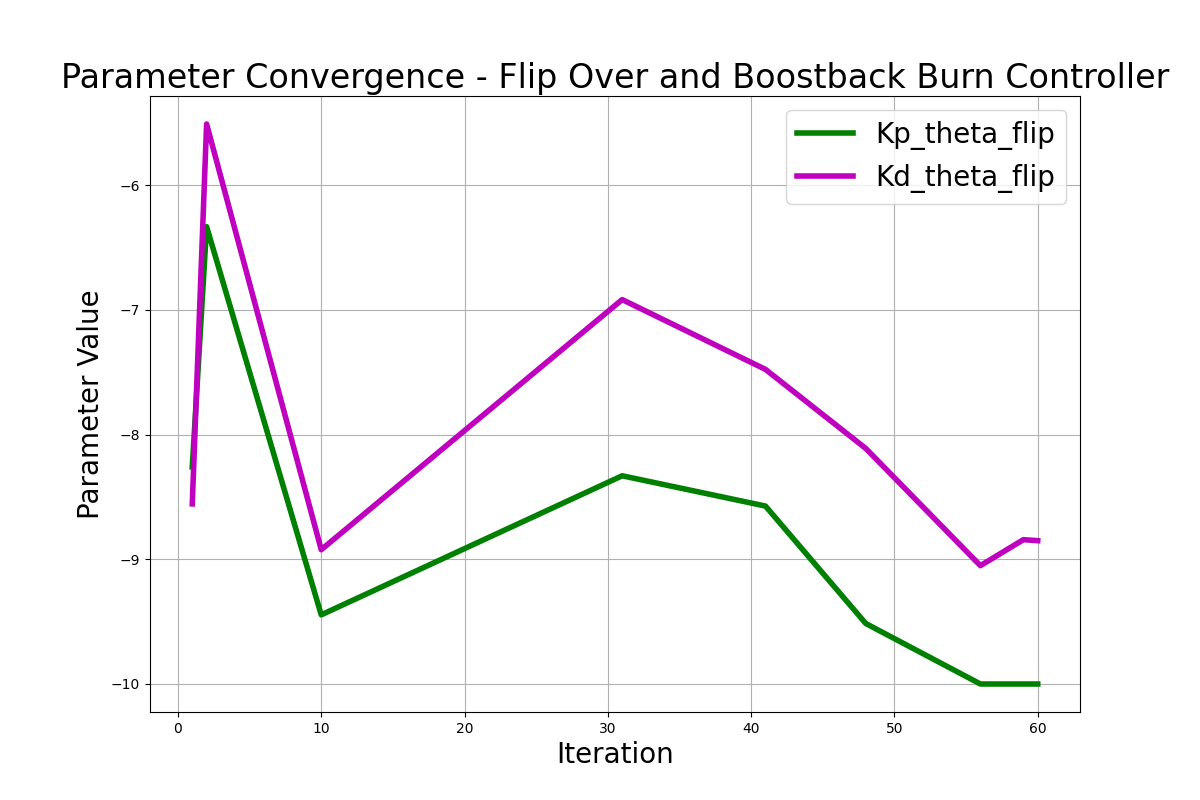 Parameter Convergence - Flip Over and Boostback Burn Controller
Kp_theta_flip
Kd_theta_flip
Parameter Value
−6
−7
−8
−9
−10
0 10 20 30 40 50 60
Iteration